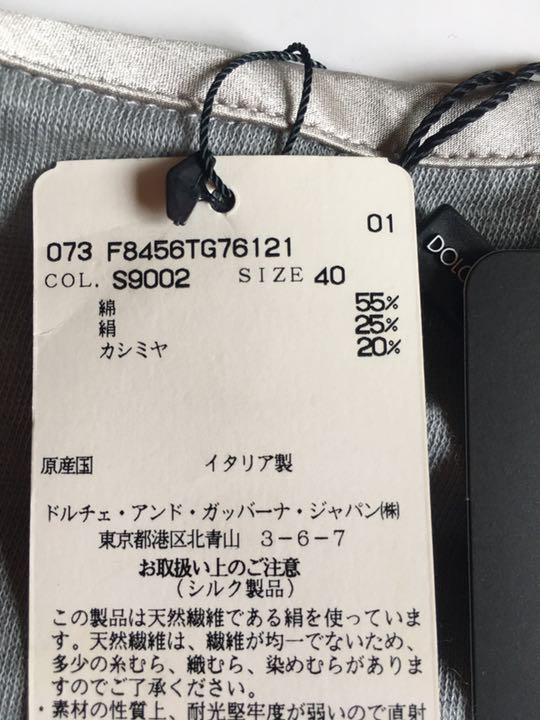 01
073 F8456TG76121
COL. S9002 SIZE 40
綿 55%
絹 25%
カシミヤ 20%
原産国 イタリア製
ドルチェ・アンド・ガッバーナ・ジャパン㈱
東京都港区北青山 3-6-7
お取扱い上のご注意
(シルク製品)
この製品は天然繊維である絹を使っていま
す。天然繊維は、繊維が均一でないため、
多少の糸むら、織むら、染めむらがありま
すのでご了承ください。
・素材の性質上、耐光堅牢度が弱いので直射
DOLC